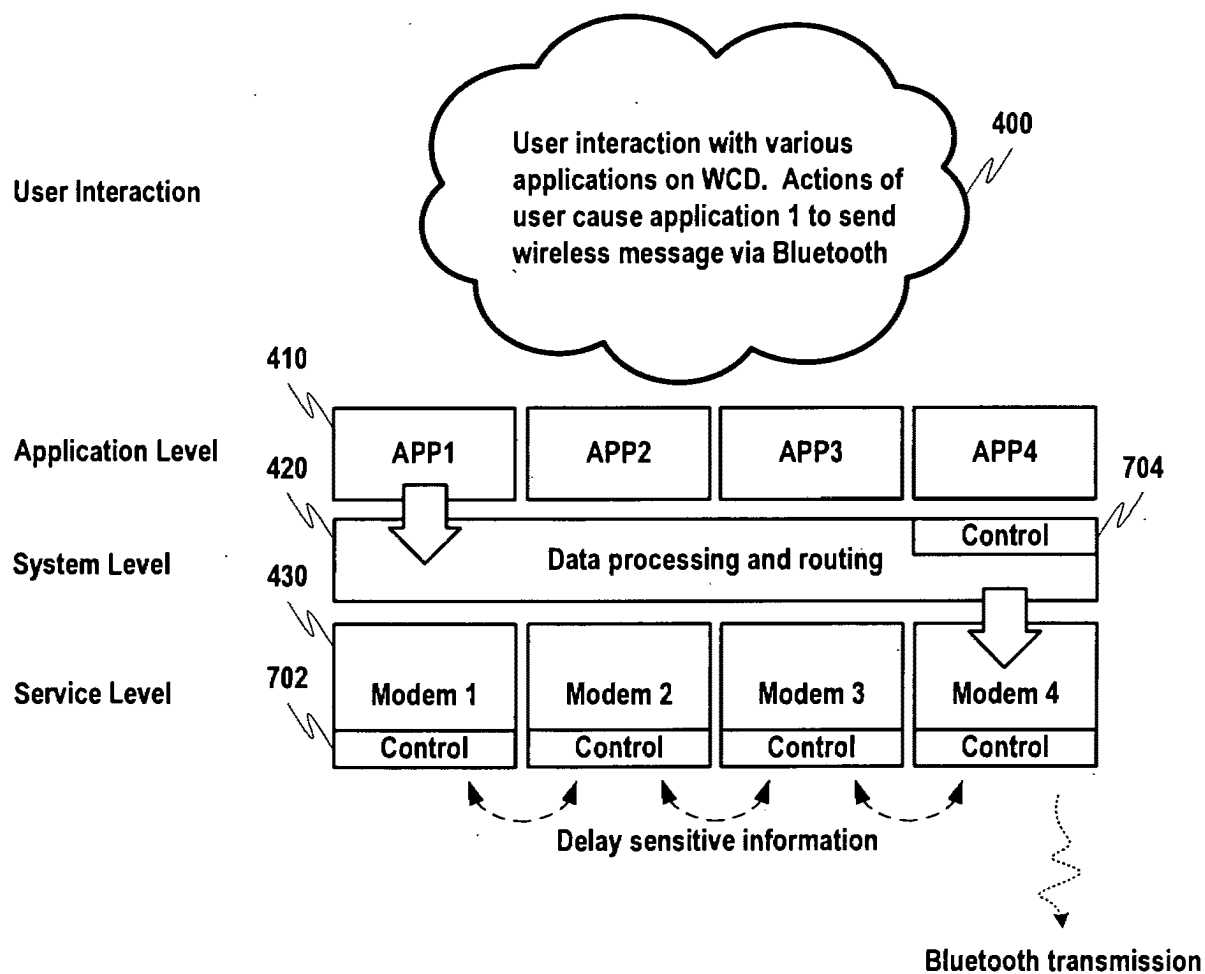 User interaction with various
applications on WCD. Actions of
user cause application 1 to send
wireless message via Bluetooth
400
User Interaction
410
Application Level
APP1
APP2
APP3
APP4
420
704
Control
System Level
Data processing and routing
430
Service Level
702
Modem 1
Modem 2
Modem 3
Modem 4
Control
Control
Control
Control
Delay sensitive information
Bluetooth transmission